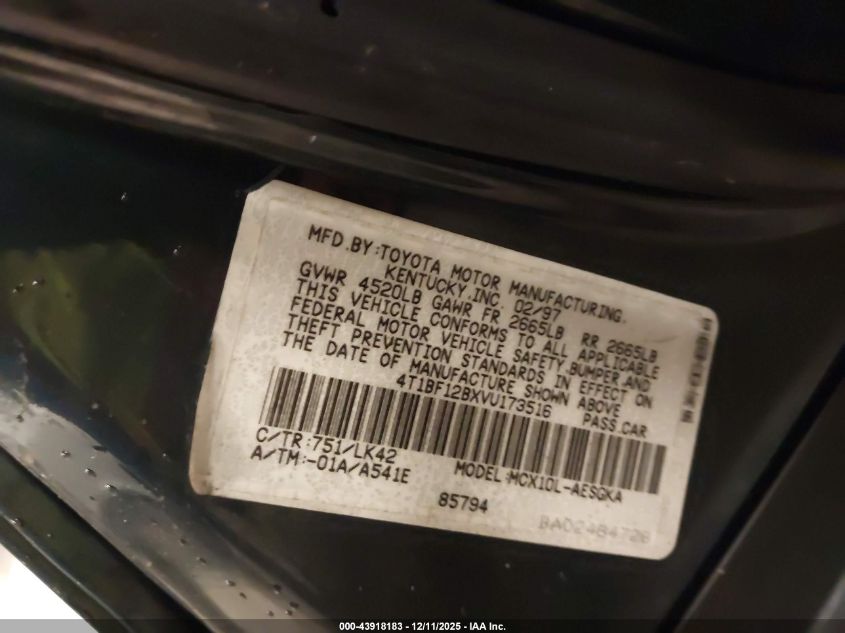 MFD.BY:TOYOTA MOTOR MANUFACTURING.
KENTUCKY,INC. 02/97
GVWR 4520LB GAWR FR 2665LB RR 2665LB
THIS VEHICLE CONFORMS TO ALL APPLICABLE
FEDERAL MOTOR VEHICLE SAFETY,BUMPER,AND
THEFT PREVENTION STANDARDS IN EFFECT ON
THE DATE OF MANUFACTURE SHOWN ABOVE
4T1BF12BXVU173516 PASS.CAR
C/TR:751/LK42
A/TM:-01A/A541E MODEL:MCX10L-AESGKA
85794
000-43918183 - 12/11/2025 - IAA Inc.